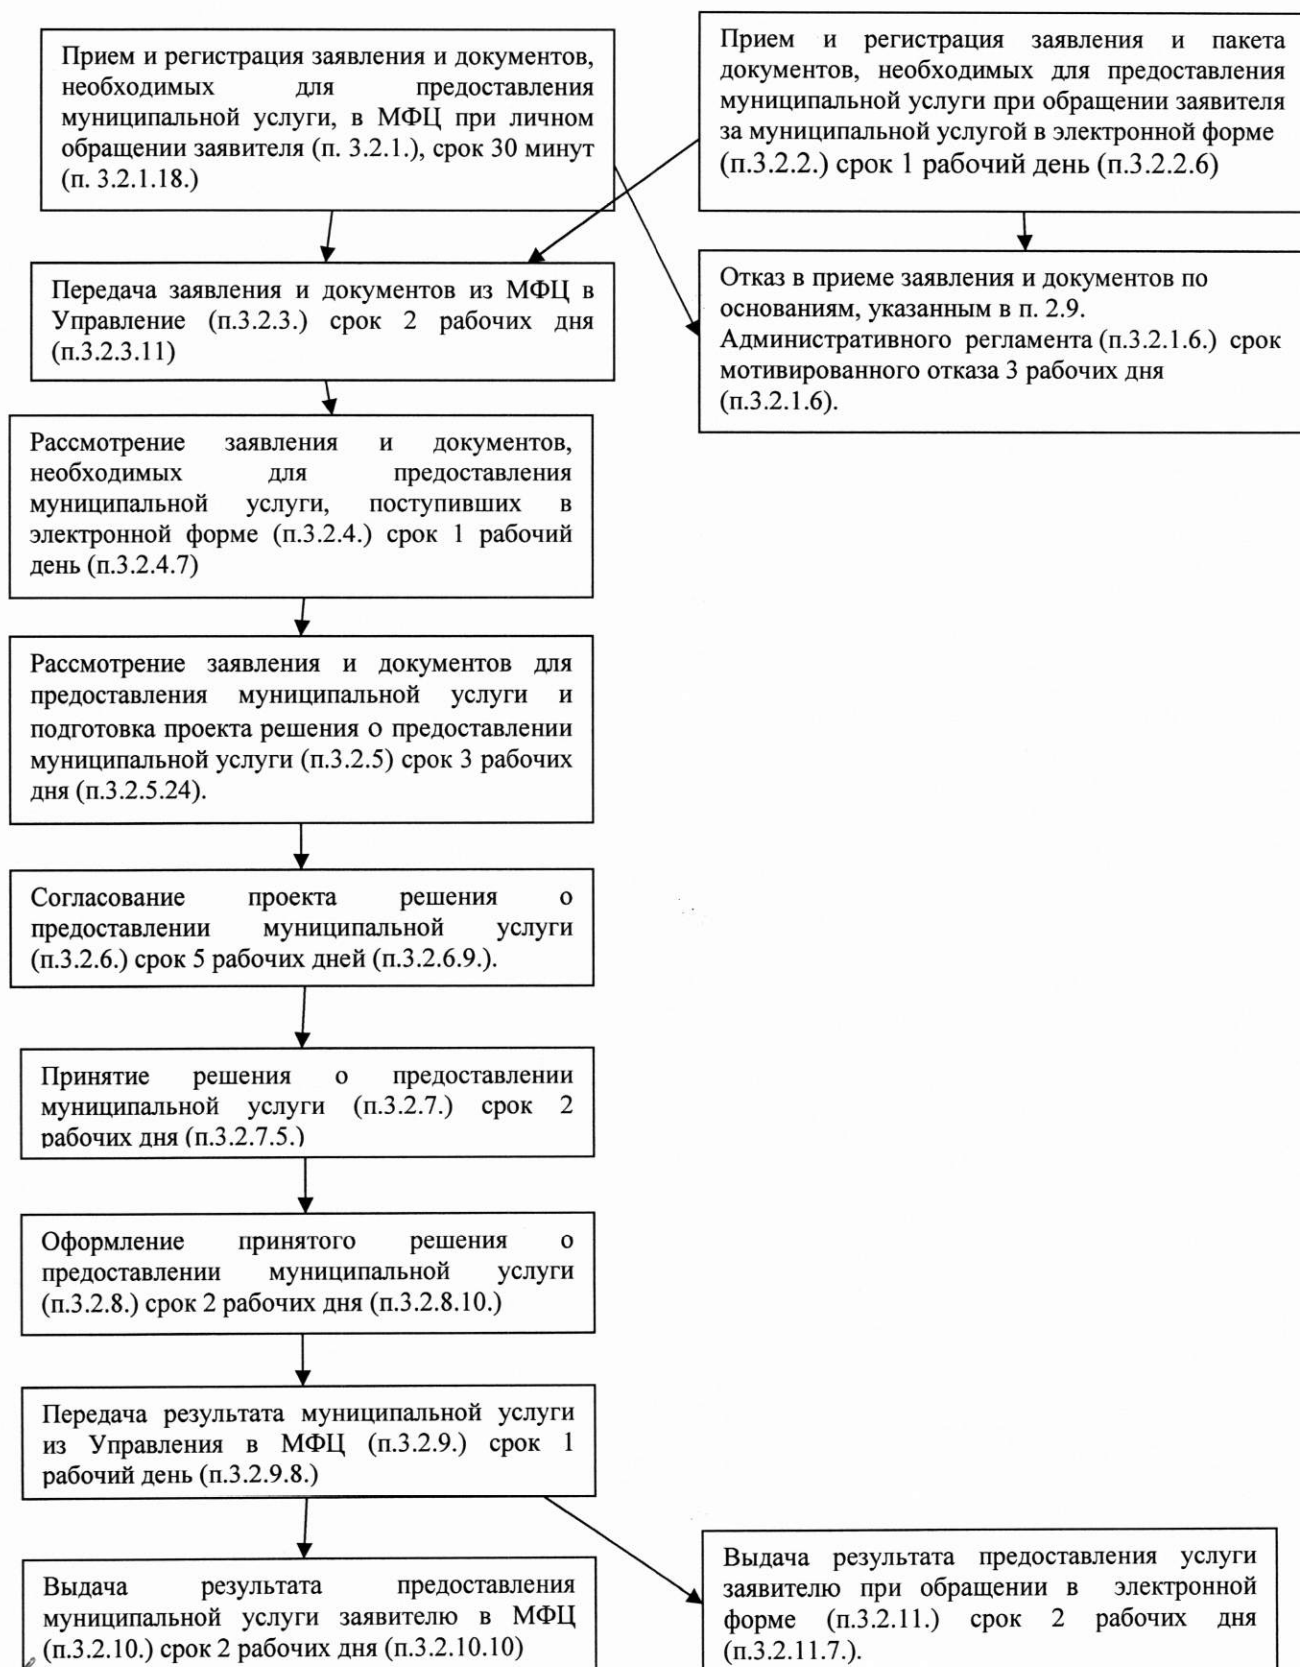 Прием и регистрация заявления и документов,
необходимых для предоставления
муниципальной услуги, в МФЦ при личном
обращении заявителя (п. 3.2.1.), срок 30 минут
(п. 3.2.1.18.)
Прием и регистрация заявления и пакета
документов, необходимых для предоставления
муниципальной услуги при обращении заявителя
за муниципальной услугой в электронной форме
(п.3.2.2.) срок 1 рабочий день (п.3.2.2.6)
Передача заявления и документов из МФЦ в
Управление (п.3.2.3.) срок 2 рабочих дня
(п.3.2.3.11)
Отказ в приеме заявления и документов по
основаниям, указанным в п. 2.9.
Административного регламента (п.3.2.1.6.) срок
мотивированного отказа 3 рабочих дня
(п.3.2.1.6).
Рассмотрение заявления и документов,
необходимых для предоставления
муниципальной услуги, поступивших в
электронной форме (п.3.2.4.) срок 1 рабочий
день (п.3.2.4.7)
Рассмотрение заявления и документов для
предоставления муниципальной услуги и
подготовка проекта решения о предоставлении
муниципальной услуги (п.3.2.5) срок 3 рабочих
дня (п.3.2.5.24).
Согласование проекта решения о
предоставлении муниципальной услуги
(п.3.2.6.) срок 5 рабочих дней (п.3.2.6.9.).
Принятие решения о предоставлении
муниципальной услуги (п.3.2.7.) срок 2
рабочих дня (п.3.2.7.5.)
Оформление принятого решения о
предоставлении муниципальной услуги
(п.3.2.8.) срок 2 рабочих дня (п.3.2.8.10.)
Передача результата муниципальной услуги
из Управления в МФЦ (п.3.2.9.) срок 1
рабочий день (п.3.2.9.8.)
Выдача результата предоставления
муниципальной услуги заявителю в МФЦ
(п.3.2.10.) срок 2 рабочих дня (п.3.2.10.10)
Выдача результата предоставления услуги
заявителю при обращении в электронной
форме (п.3.2.11.) срок 2 рабочих дня
(п.3.2.11.7.).